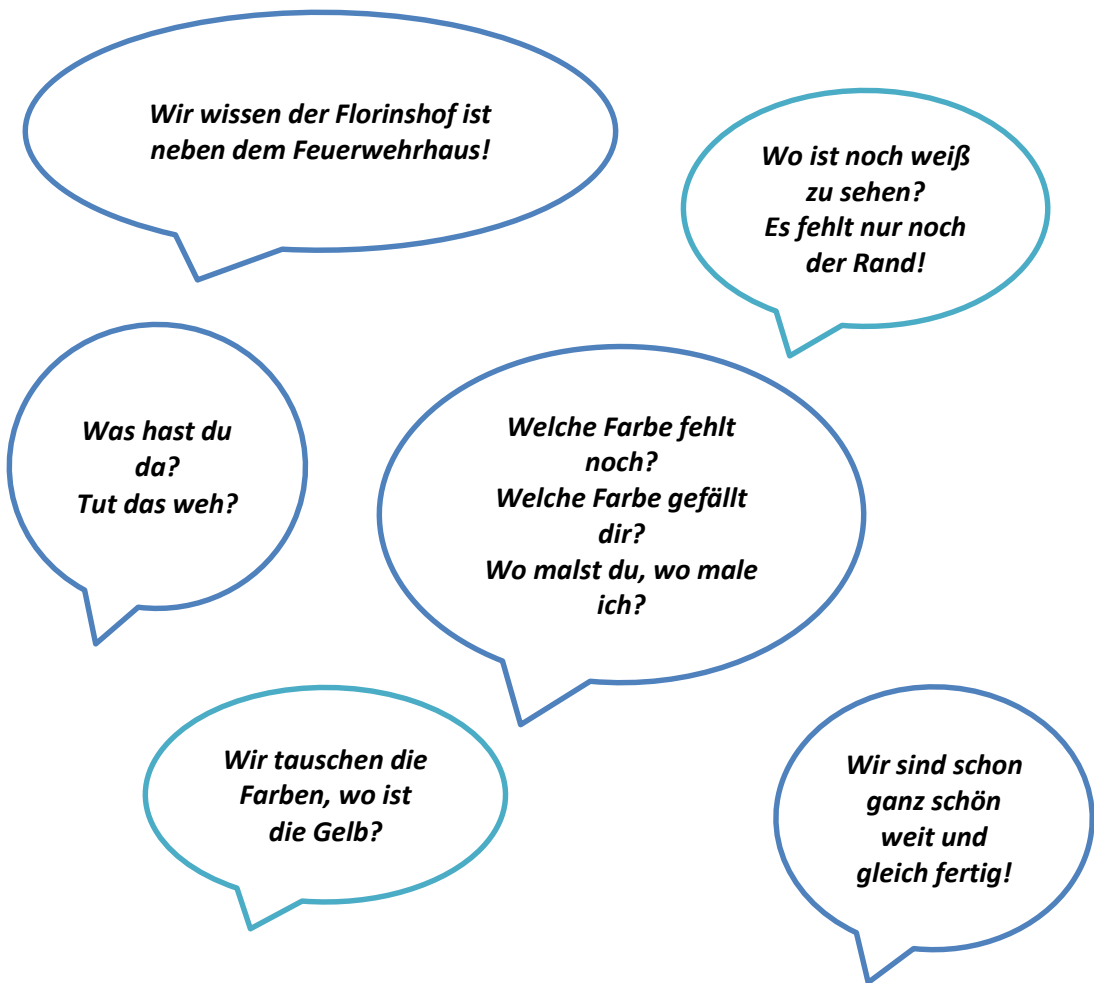 Wir wissen der Florinshof ist
neben dem Feuerwehrhaus!
Wo ist noch weiß
zu sehen?
Es fehlt nur noch
der Rand!
Was hast du
da?
Tut das weh?
Welche Farbe fehlt
noch?
Welche Farbe gefällt
dir?
Wo malst du, wo male
ich?
Wir tauschen die
Farben, wo ist
die Gelb?
Wir sind schon
ganz schön
weit und
gleich fertig!